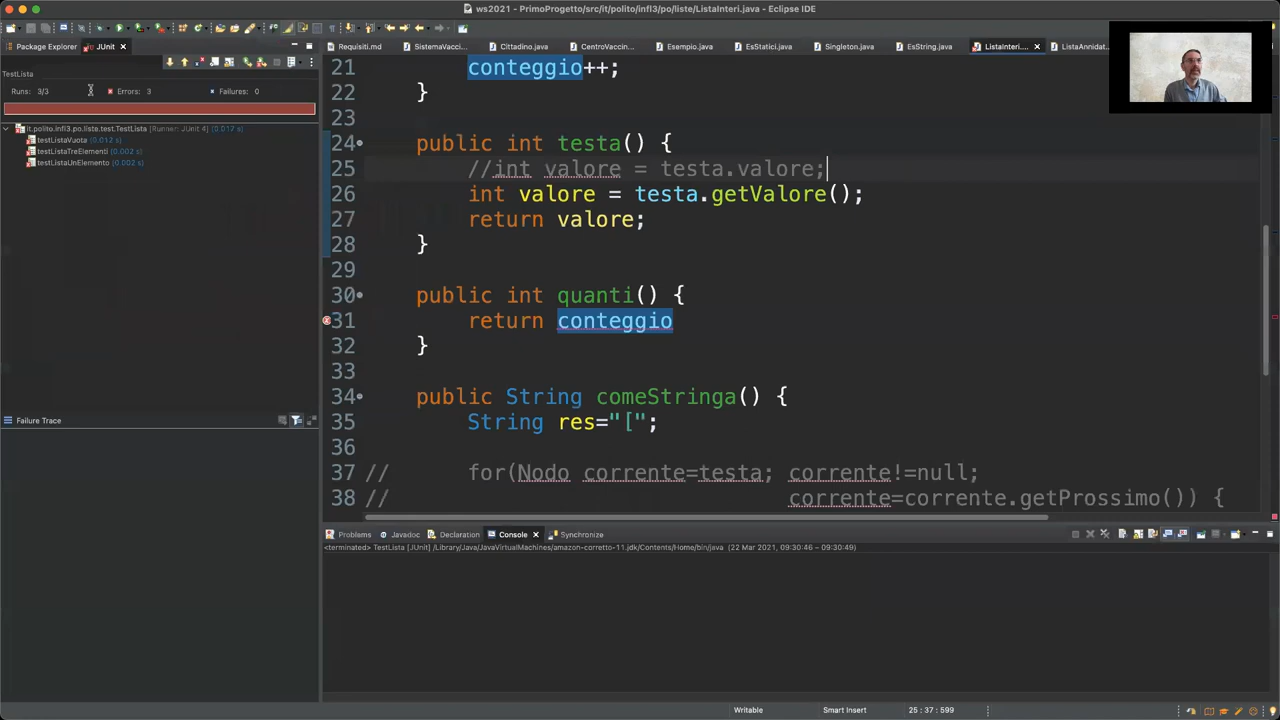 ws2021 - PrimoProgetto/src/it/polito/infl3/po/liste/ListaInteri.java - Eclipse IDE
Package Explorer
JUnit
Requisiti.md
SistemaVacci...
Cittadino.java
CentroVaccin...
Esempio.java
EsStatici.java
Singleton.java
EsString.java
ListaInteri....
ListaAnnidat...
TestLista
Runs: 3/3
Errors: 3
Failures: 0
it.polito.infl3.po.liste.test.TestLista [Runner: JUnit 4] (0.017 s)
testListaVuota (0.012 s)
testListaTreElementi (0.002 s)
testListaUnElemento (0.002 s)
Failure Trace
21 conteggio++;
22 }
23
24 public int testa() {
25 //int valore = testa.valore;
26 int valore = testa.getValore();
27 return valore;
28 }
29
30 public int quanti() {
31 return conteggio
32 }
33
34 public String comeStringa() {
35 String res="[";
36
37 // for(Nodo corrente=testa; corrente!=null;
38 // corrente=corrente.getProssimo()) {
Problems
Javadoc
Declaration
Console
Synchronize
<terminated> TestLista [JUnit] /Library/Java/JavaVirtualMachines/amazon-corretto-11.jdk/Contents/Home/bin/java (22 Mar 2021, 09:30:46 – 09:30:49)
Writable
Smart Insert
25 : 37 : 599